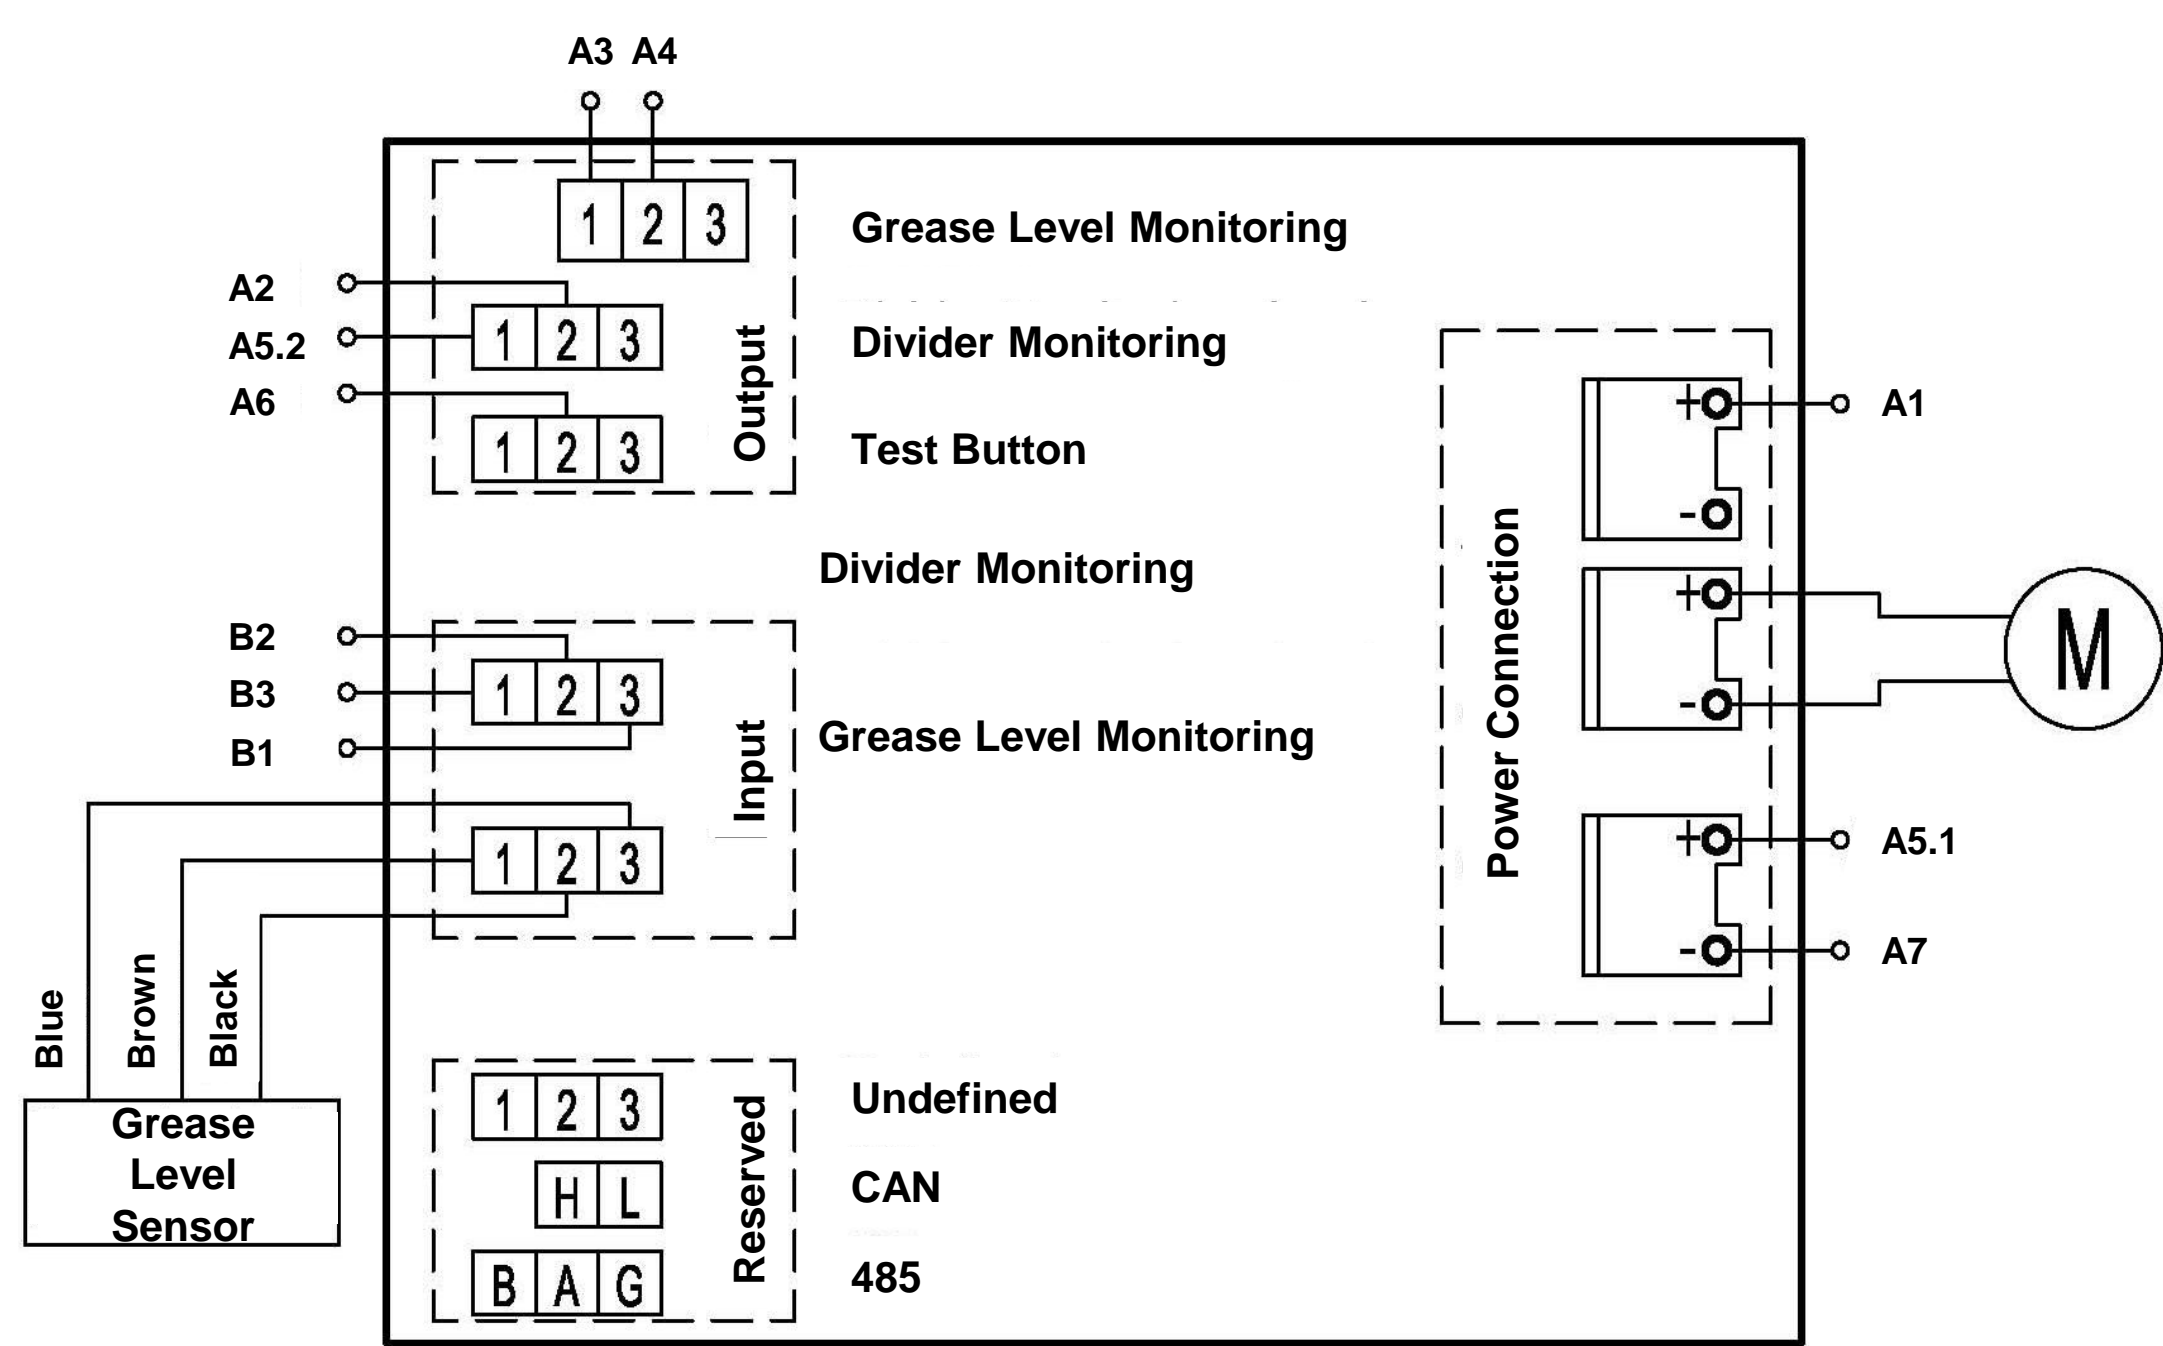 A3 A4
1 2 3
Grease Level Monitoring
A2
A5.2
1 2 3
Divider Monitoring
A6
1 2 3
Test Button
Output
Divider Monitoring
B2
B3
B1
1 2 3
Grease Level Monitoring
1 2 3
Input
Blue
Brown
Black
Grease
Level
Sensor
1 2 3
Undefined
H L
CAN
B A G
485
Reserved
Power Connection
+
-
A1
+
-
M
+
-
A5.1
A7